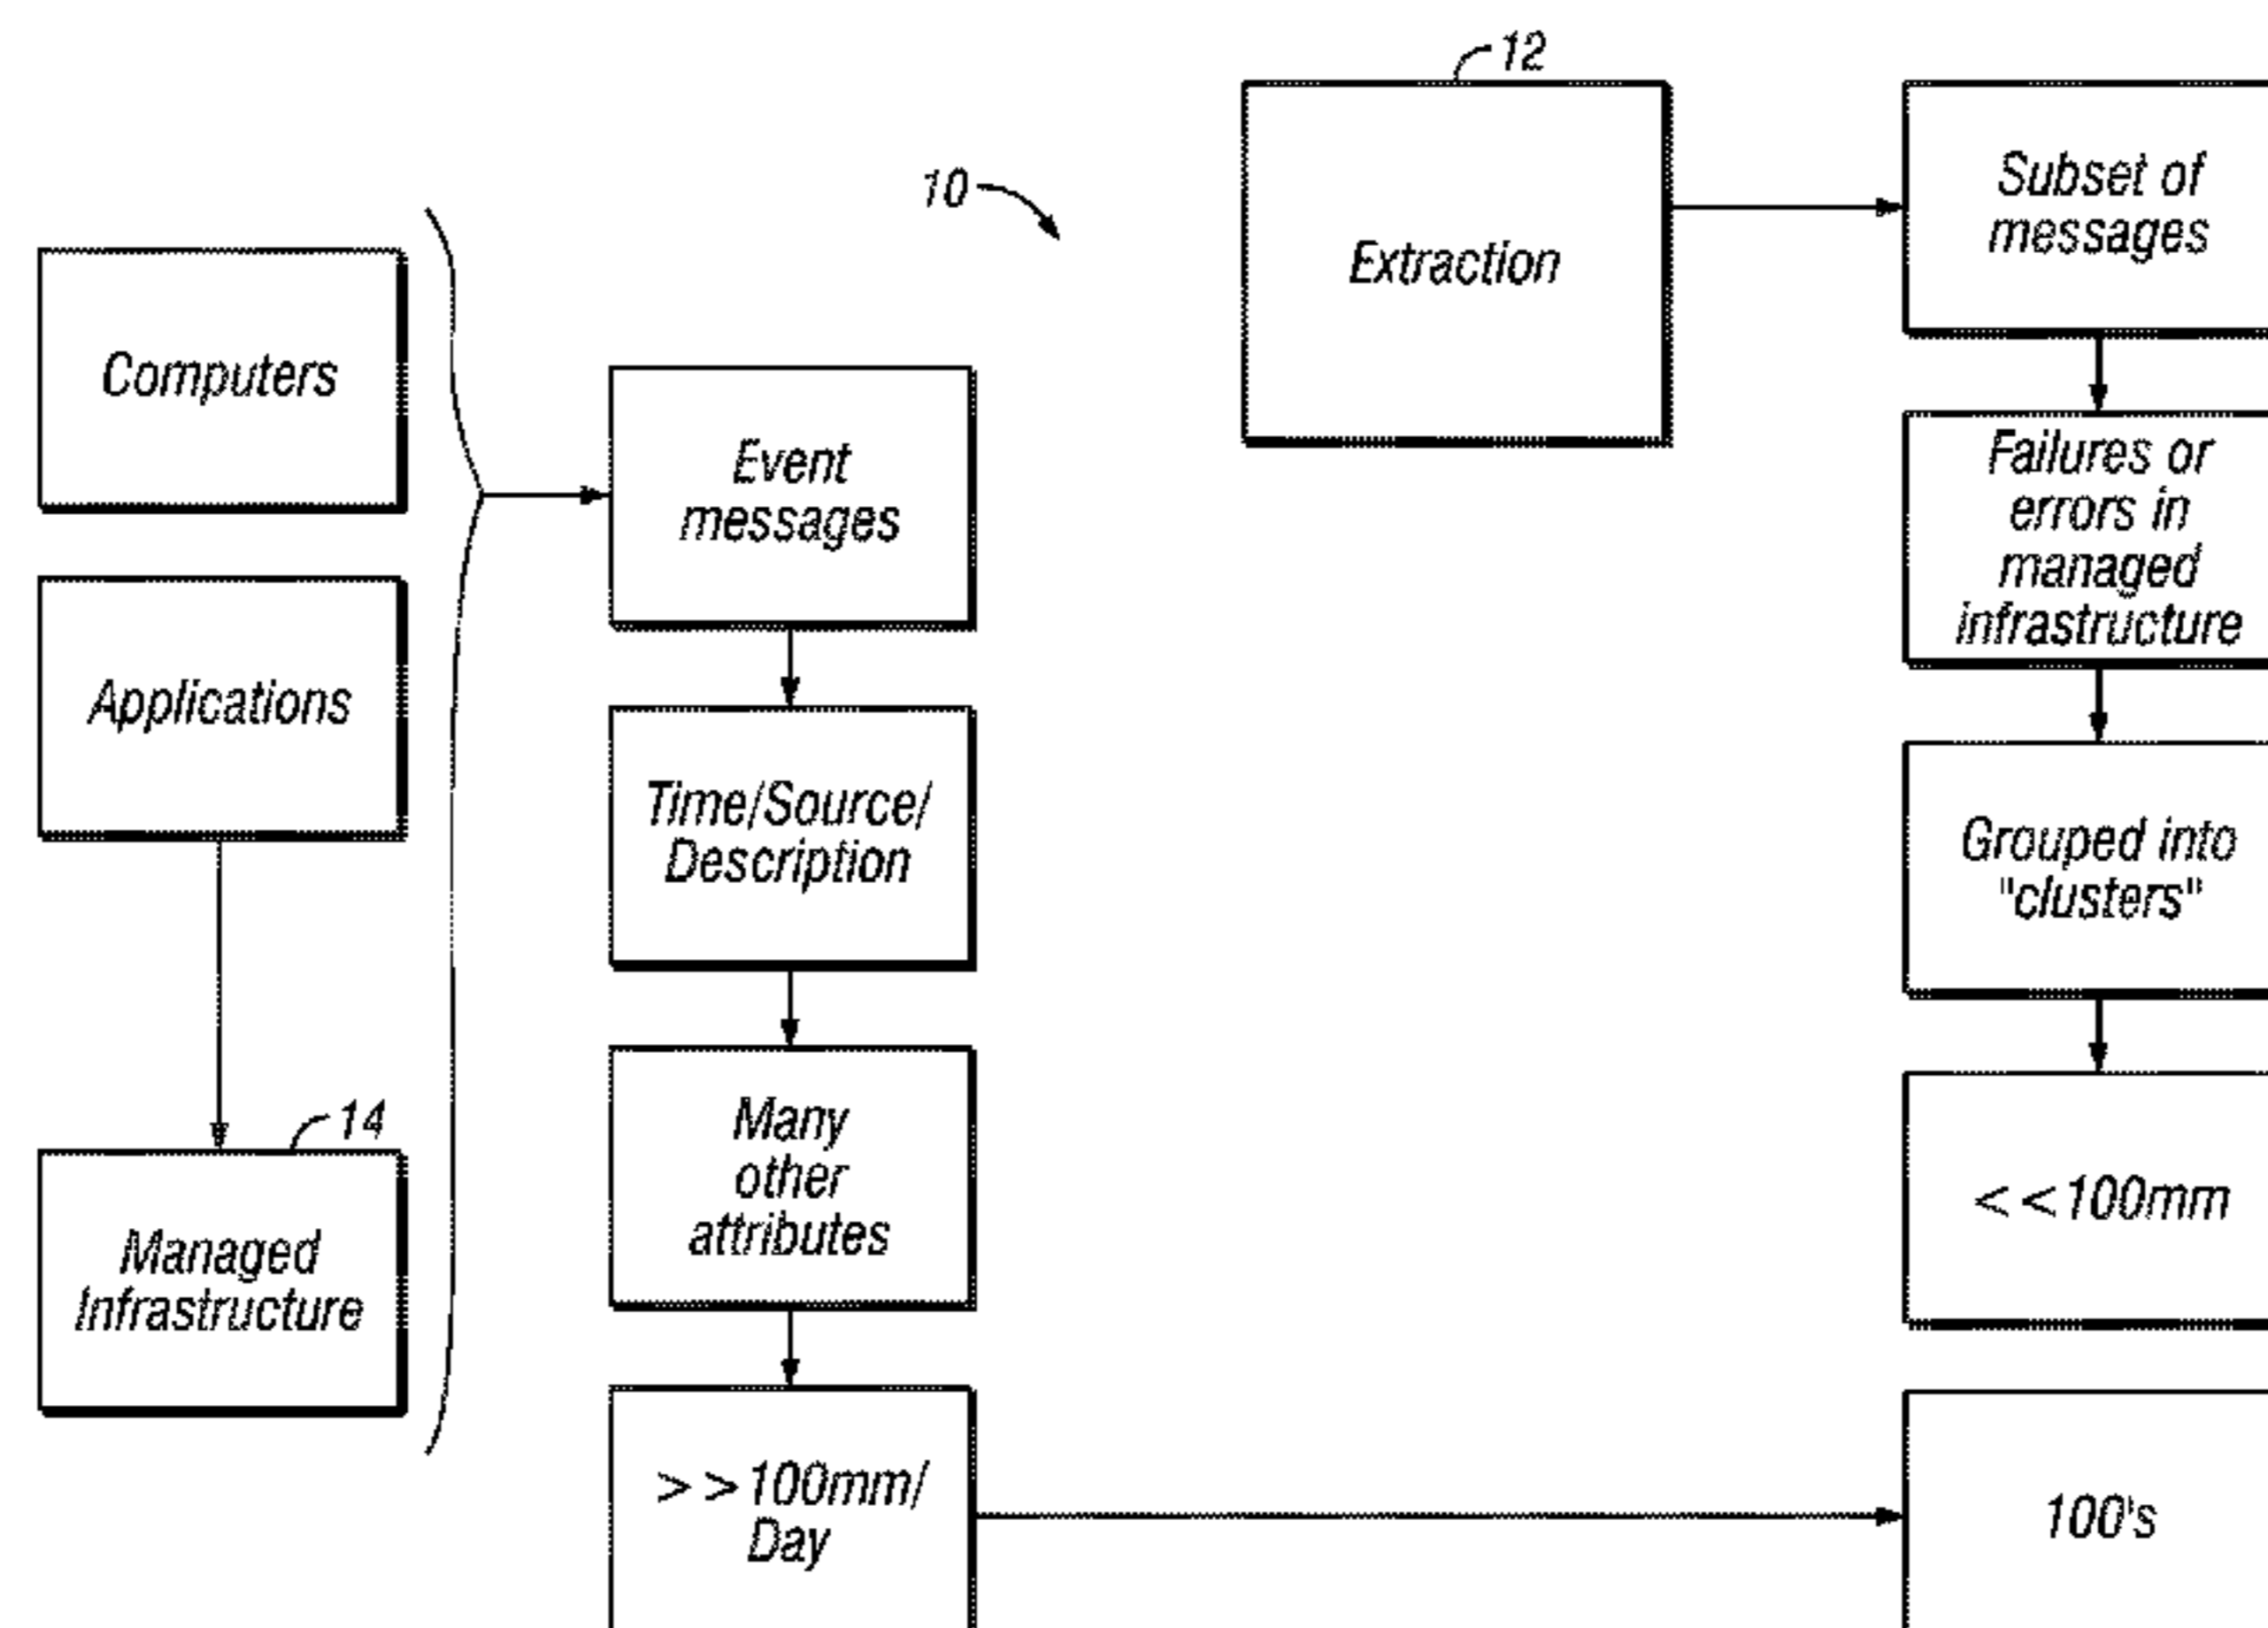 Computers
Applications
14
Managed
Infrastructure
Event
messages
Time/Source/
Description
Many
other
attributes
>>100mm/
Day
10
12
Extraction
Subset of
messages
Failures or
errors in
managed
infrastructure
Grouped into
"clusters"
<<100mm
100's